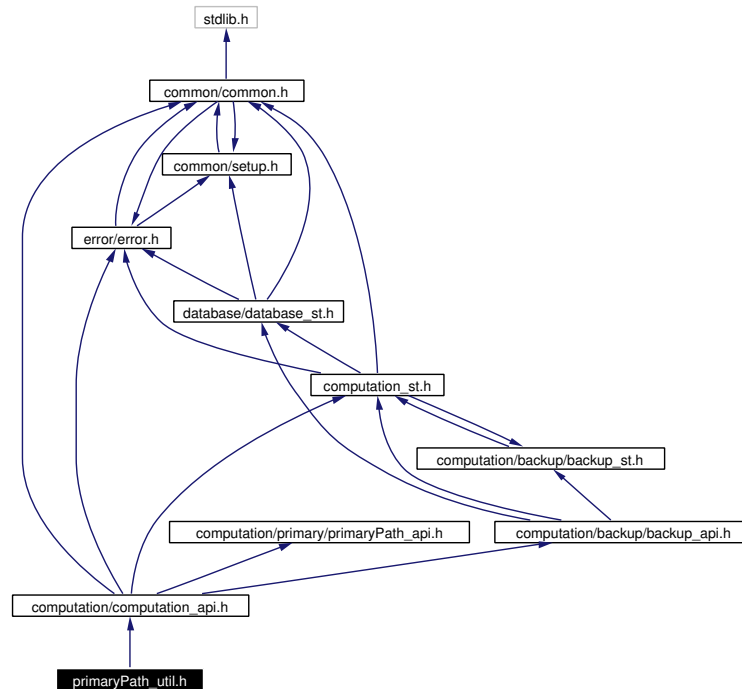 stdlib.h
common/common.h
common/setup.h
error/error.h
database/database_st.h
computation_st.h
computation/backup/backup_st.h
computation/primary/primaryPath_api.h
computation/backup/backup_api.h
computation/computation_api.h
primaryPath_util.h